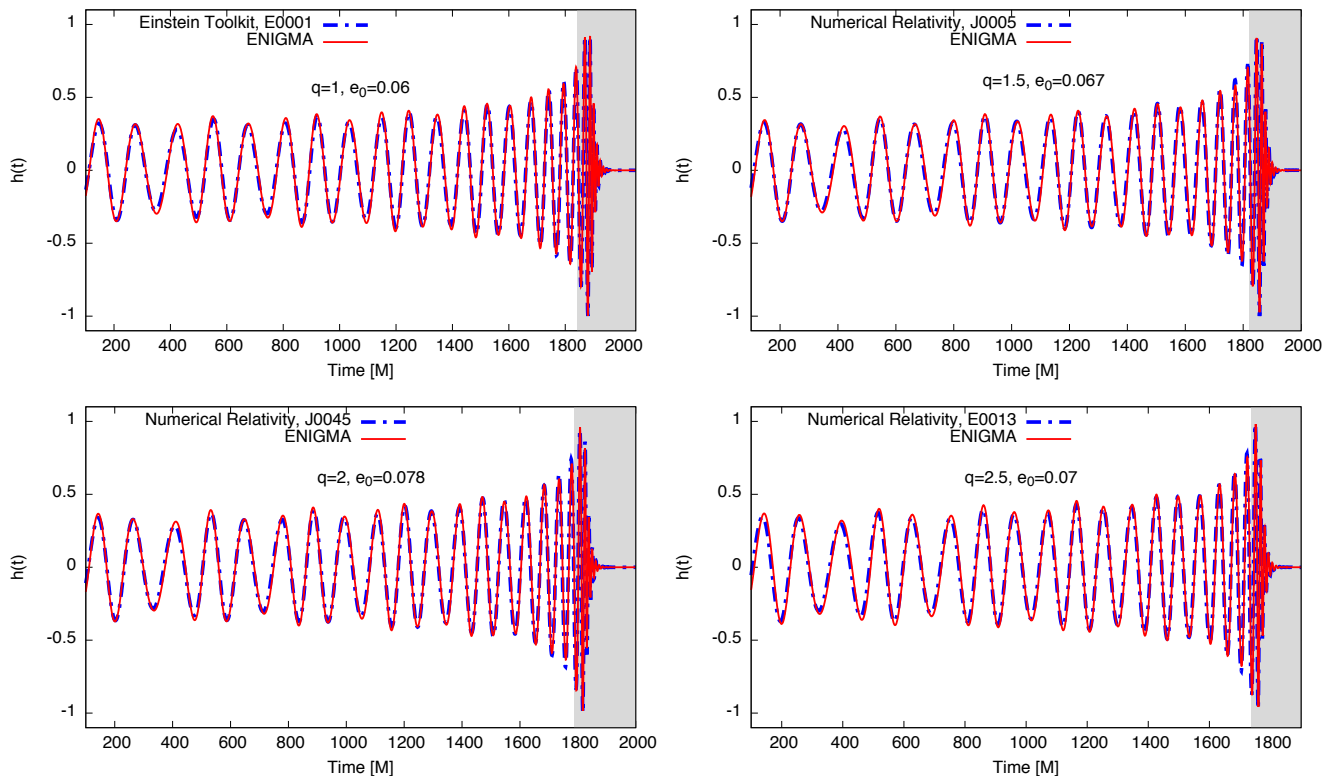 Einstein Toolkit, E0001
ENIGMA
q=1, e₀=0.06
h(t)
1
0.5
0
-0.5
-1
200 400 600 800 1000 1200 1400 1600 1800 2000
Time [M]
Numerical Relativity, J0005
ENIGMA
q=1.5, e₀=0.067
h(t)
1
0.5
0
-0.5
-1
200 400 600 800 1000 1200 1400 1600 1800 2000
Time [M]
Numerical Relativity, J0045
ENIGMA
q=2, e₀=0.078
h(t)
1
0.5
0
-0.5
-1
200 400 600 800 1000 1200 1400 1600 1800 2000
Time [M]
Numerical Relativity, E0013
ENIGMA
q=2.5, e₀=0.07
h(t)
1
0.5
0
-0.5
-1
200 400 600 800 1000 1200 1400 1600 1800
Time [M]